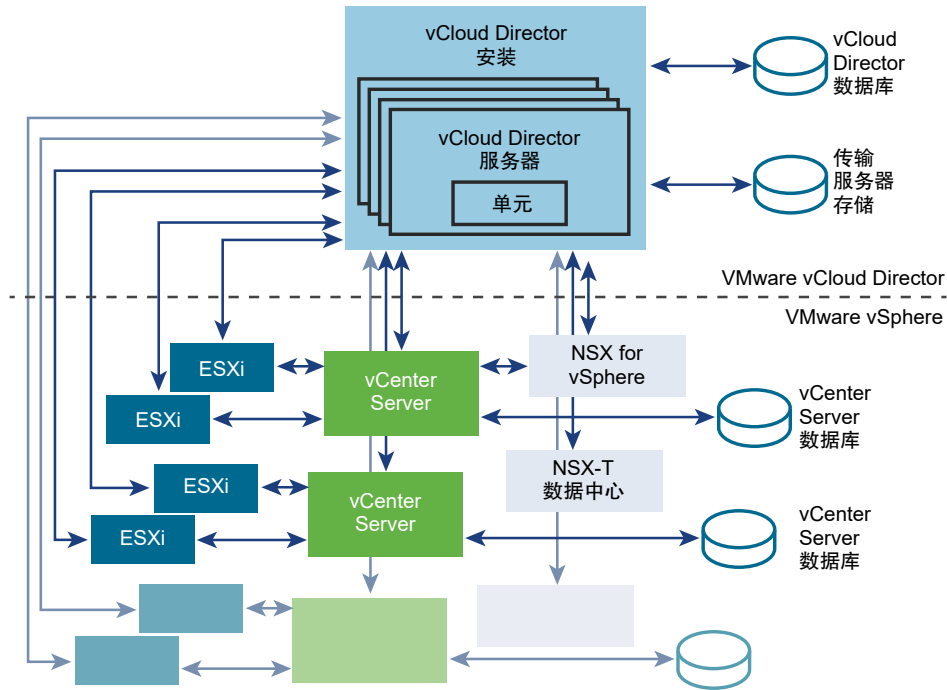 vCloud Director
安装
vCloud Director
服务器
单元
vCloud
Director
数据库
传输
服务器
存储
VMware vCloud Director
VMware vSphere
ESXi
vCenter
Server
NSX for
vSphere
ESXi
vCenter
Server
数据库
ESXi
vCenter
Server
NSX-T
数据中心
ESXi
vCenter
Server
数据库